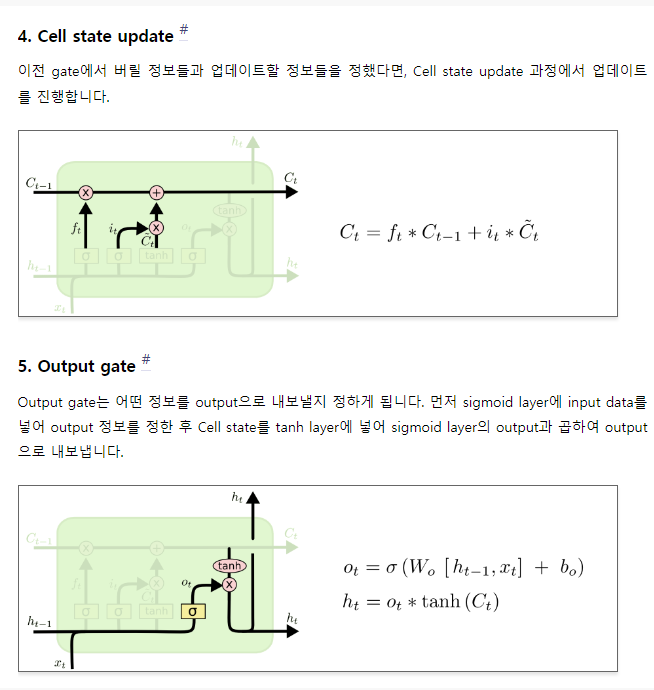 4. Cell state update #
이전 gate에서 버릴 정보들과 업데이트할 정보들을 정했다면, Cell state update 과정에서 업데이트
를 진행합니다.
h_t
C_{t-1}
C_t
tanh
f_t
i_t
o_t
C̃_t
σ σ tanh σ
h_{t-1}
h_t
x_t
C_t = f_t * C_{t-1} + i_t * C̃_t
5. Output gate #
Output gate는 어떤 정보를 output으로 내보낼지 정하게 됩니다. 먼저 sigmoid layer에 input data를
넣어 output 정보를 정한 후 Cell state를 tanh layer에 넣어 sigmoid layer의 output과 곱하여 output
으로 내보냅니다.
h_t
C_{t-1}
C_t
tanh
f_t
i_t
o_t
C̃_t
σ σ tanh σ
h_{t-1}
h_t
x_t
o_t = σ (W_o [h_{t-1}, x_t] + b_o)
h_t = o_t * tanh (C_t)